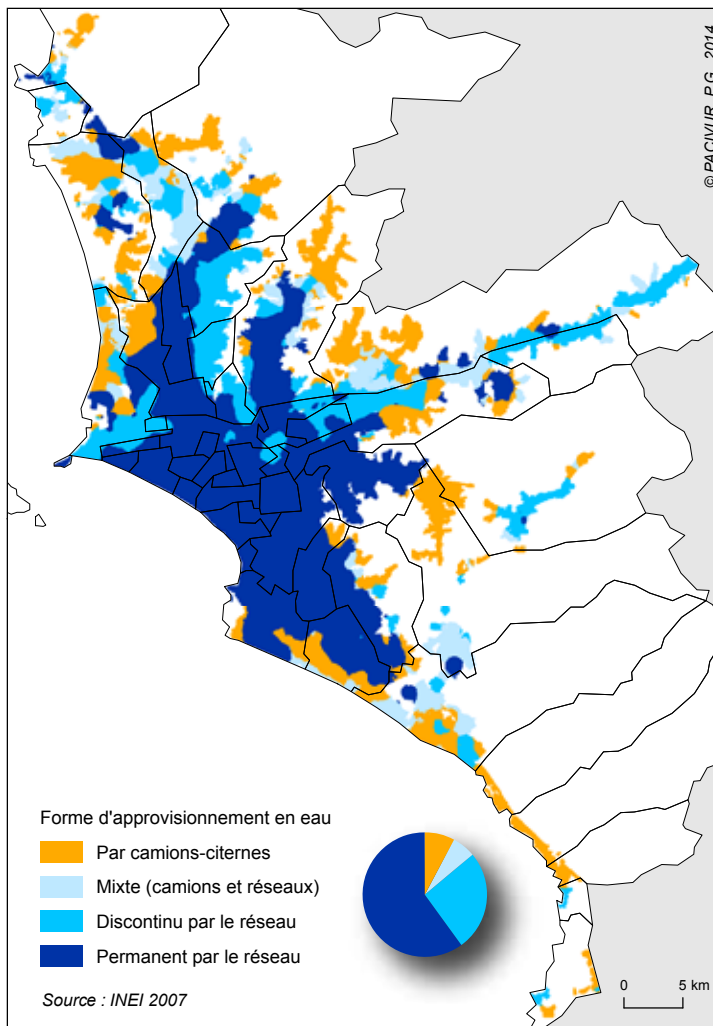 © PACIVUR, P.G., 2014
Forme d'approvisionnement en eau
Par camions-citernes
Mixte (camions et réseaux)
Discontinu par le réseau
Permanent par le réseau
Source : INEI 2007
0 5 km